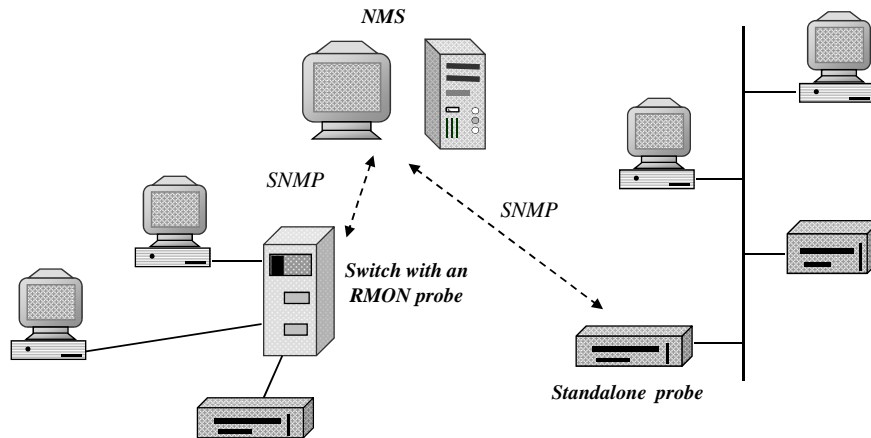 NMS
SNMP
SNMP
Switch with an
RMON probe
Standalone probe